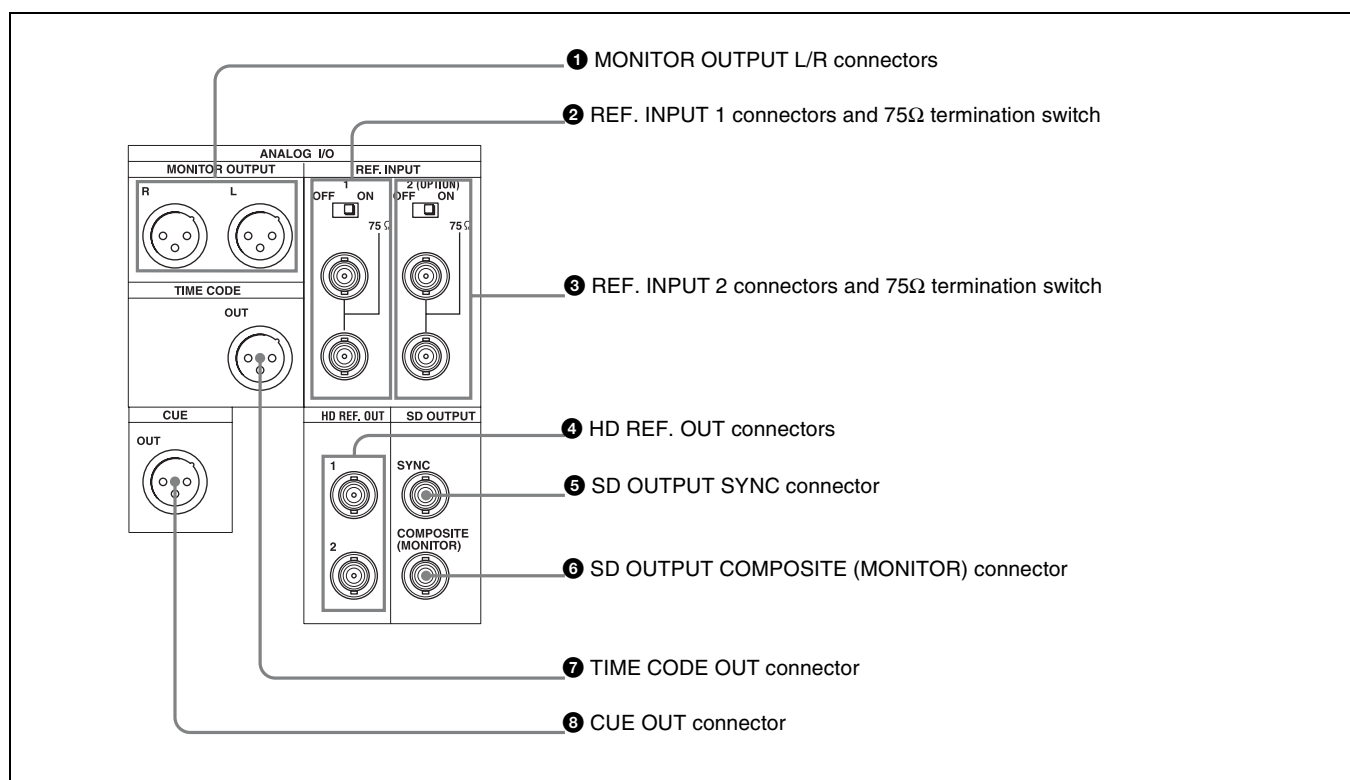 ❶ MONITOR OUTPUT L/R connectors
❷ REF. INPUT 1 connectors and 75Ω termination switch
❸ REF. INPUT 2 connectors and 75Ω termination switch
❹ HD REF. OUT connectors
❺ SD OUTPUT SYNC connector
❻ SD OUTPUT COMPOSITE (MONITOR) connector
❼ TIME CODE OUT connector
❽ CUE OUT connector
ANALOG I/O
MONITOR OUTPUT
R L
REF. INPUT
1
OFF ON
75Ω
2 (OPTION)
OFF ON
75Ω
TIME CODE
OUT
CUE
OUT
HD REF. OUT
1
2
SD OUTPUT
SYNC
COMPOSITE
(MONITOR)